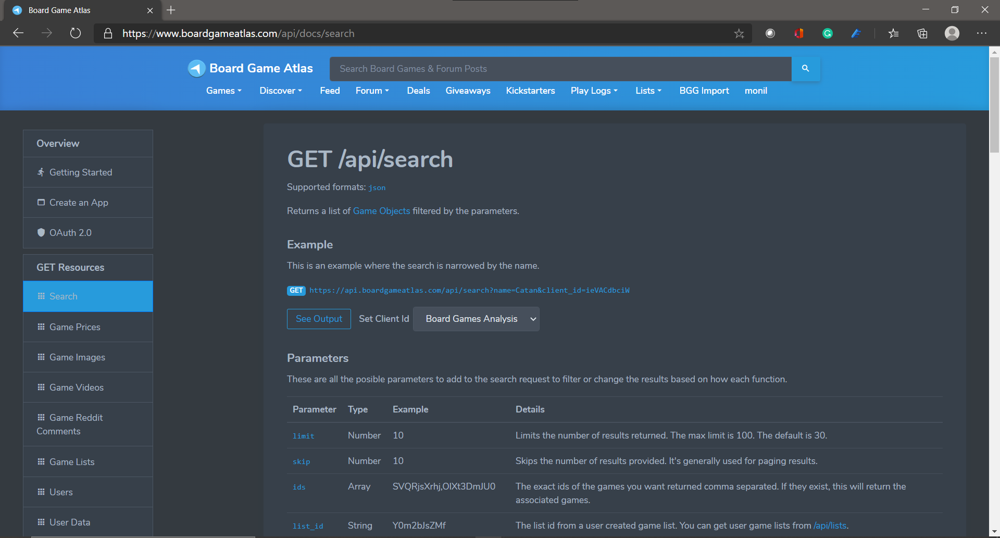 Board Game Atlas
https://www.boardgameatlas.com/api/docs/search
Board Game Atlas
Search Board Games & Forum Posts
Games Discover Feed Forum Deals Giveaways Kickstarters Play Logs Lists BGG Import monil
Overview
Getting Started
Create an App
OAuth 2.0
GET Resources
Search
Game Prices
Game Images
Game Videos
Game Reddit
Comments
Game Lists
Users
User Data
GET /api/search
Supported formats: json
Returns a list of Game Objects filtered by the parameters.
Example
This is an example where the search is narrowed by the name.
GET https://api.boardgameatlas.com/api/search?name=Catan&client_id=ieVACdbciW
See Output Set Client Id Board Games Analysis
Parameters
These are all the posible parameters to add to the search request to filter or change the results based on how each function.
Parameter Type Example Details
limit Number 10 Limits the number of results returned. The max limit is 100. The default is 30.
skip Number 10 Skips the number of results provided. It's generally used for paging results.
ids Array SVQRjsXrhj,OIXt3DmJU0 The exact ids of the games you want returned comma separated. If they exist, this will return the
associated games.
list_id String Y0m2bJsZMf The list id from a user created game list. You can get user game lists from /api/lists.